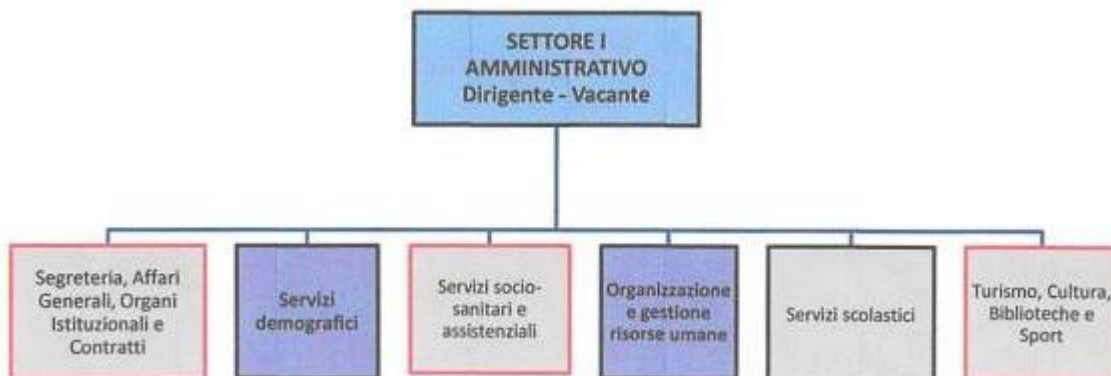 SETTORE I
AMMINISTRATIVO
Dirigente - Vacante
Segreteria, Affari
Generali, Organi
Istituzionali e
Contratti
Servizi
demografici
Servizi socio-
sanitari e
assistenziali
Organizzazione
e gestione
risorse umane
Servizi scolastici
Turismo, Cultura,
Biblioteche e
Sport